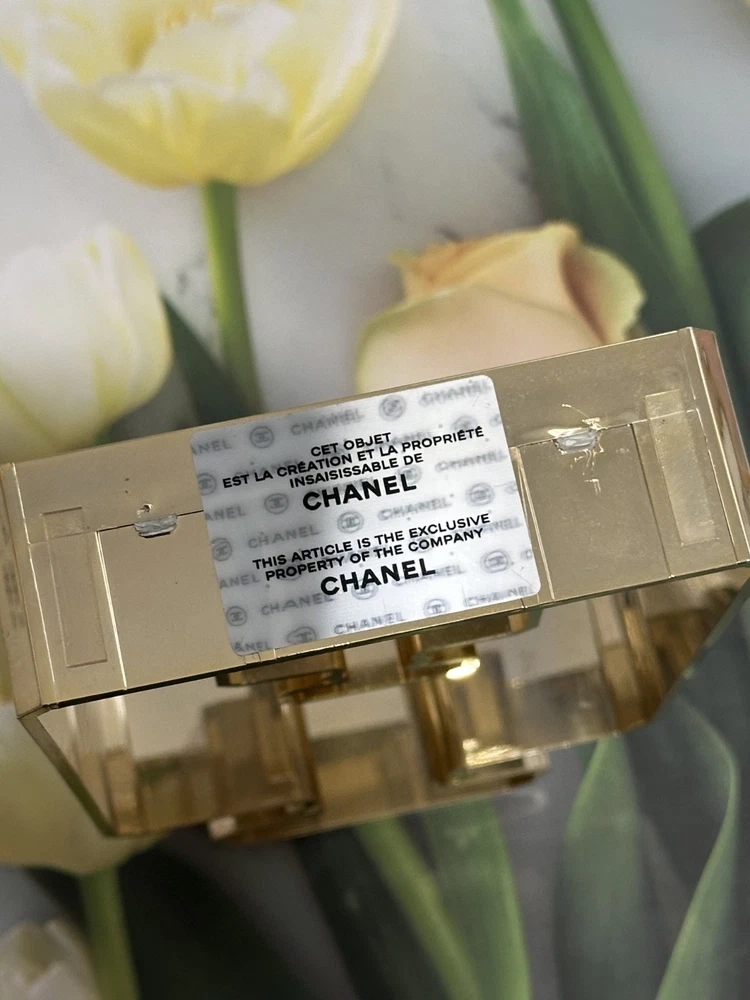 CET OBJET
EST LA CRÉATION ET LA PROPRIÉTÉ
INSAISISSABLE DE
CHANEL
THIS ARTICLE IS THE EXCLUSIVE
PROPERTY OF THE COMPANY
CHANEL